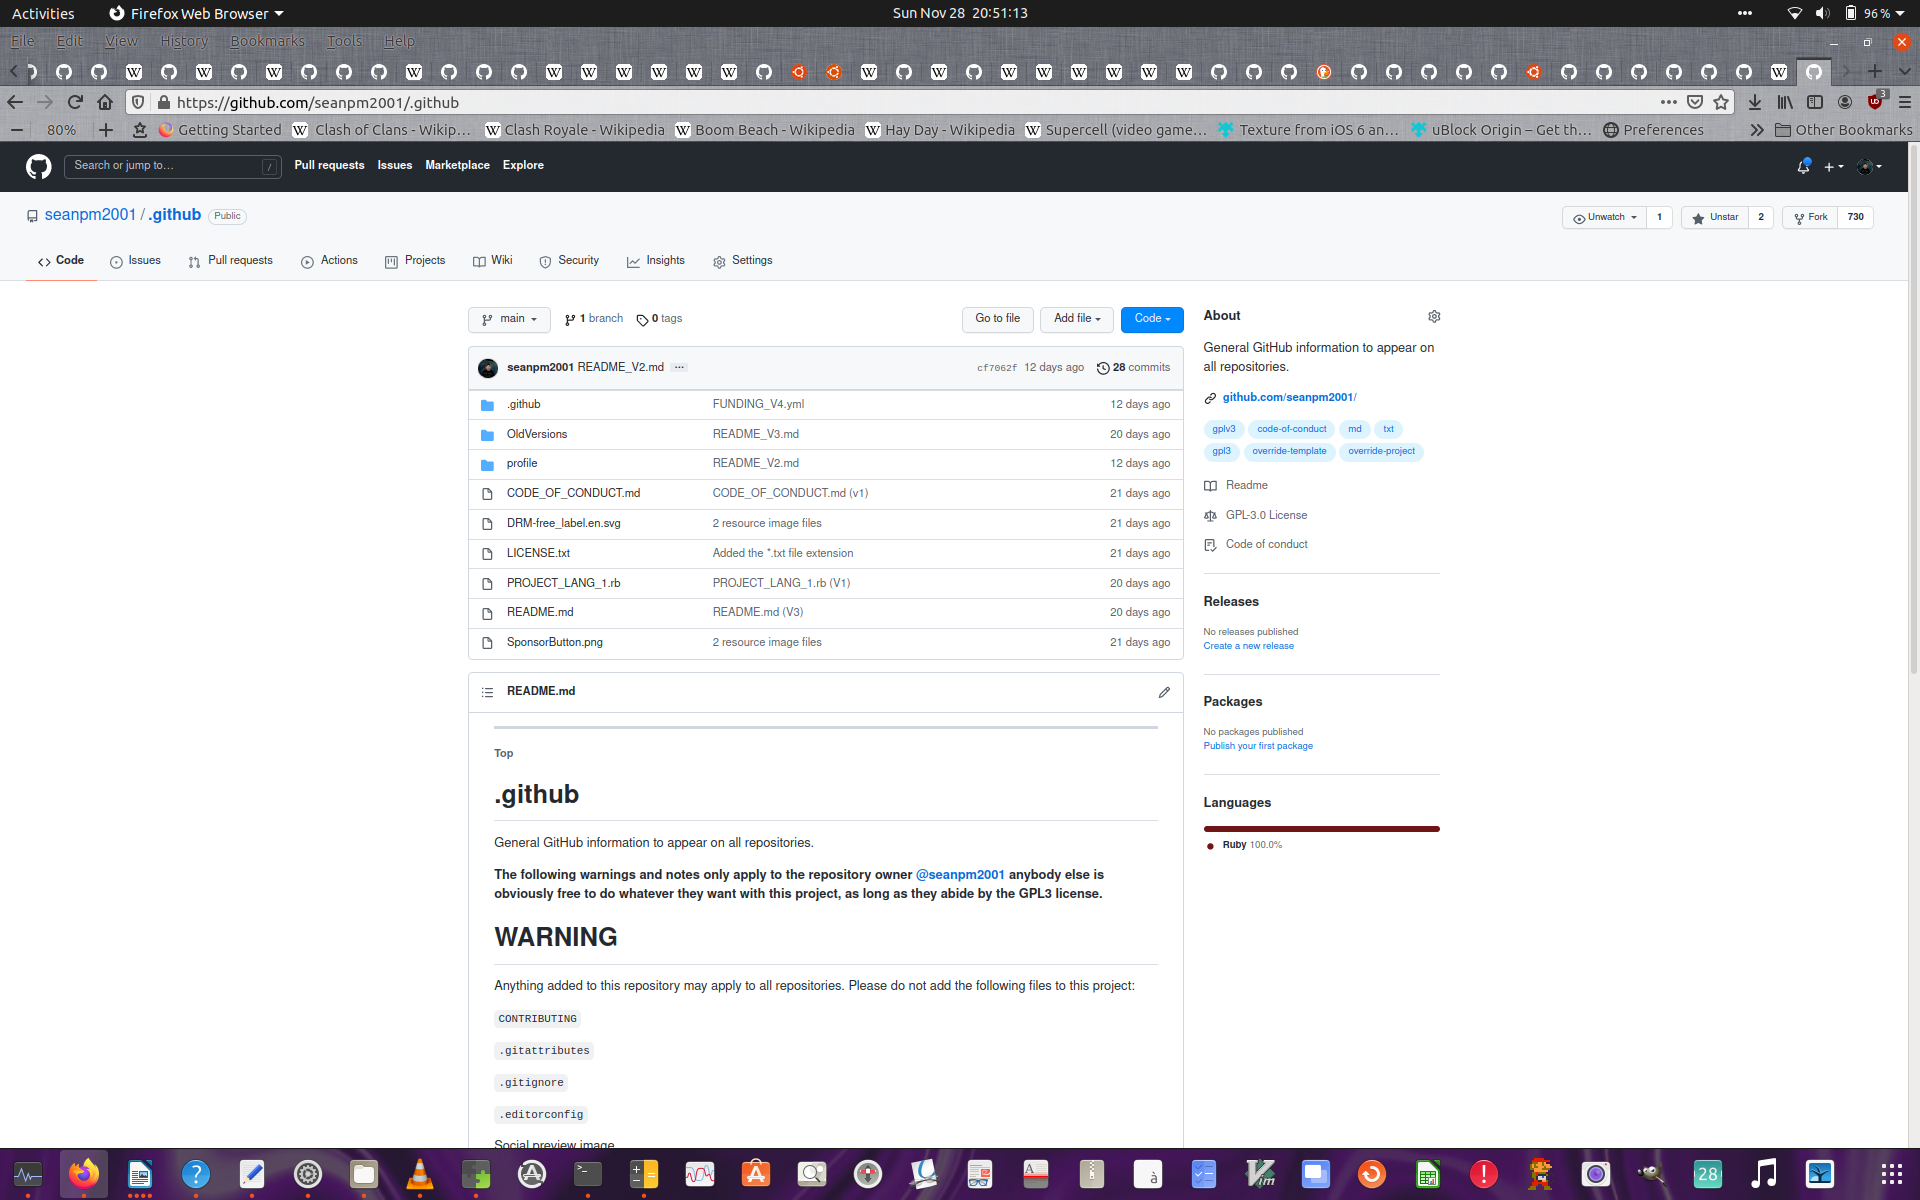 Activities
Firefox Web Browser
Sun Nov 28 20:51:13
96 %
File Edit View History Bookmarks Tools Help
https://github.com/seanpm2001/.github
3
80%
Getting Started
Clash of Clans - Wikip…
Clash Royale - Wikipedia
Boom Beach - Wikipedia
Hay Day - Wikipedia
Supercell (video game…
Texture from iOS 6 an…
uBlock Origin – Get th…
Preferences
Other Bookmarks
Search or jump to… /
Pull requests Issues Marketplace Explore
seanpm2001 / .github Public
Unwatch 1
Unstar 2
Fork 730
Code Issues Pull requests Actions Projects Wiki Security Insights Settings
main 1 branch 0 tags
Go to file Add file Code
seanpm2001 README_V2.md ... cf7062f 12 days ago 28 commits
.github FUNDING_V4.yml 12 days ago
OldVersions README_V3.md 20 days ago
profile README_V2.md 12 days ago
CODE_OF_CONDUCT.md CODE_OF_CONDUCT.md (v1) 21 days ago
DRM-free_label.en.svg 2 resource image files 21 days ago
LICENSE.txt Added the *.txt file extension 21 days ago
PROJECT_LANG_1.rb PROJECT_LANG_1.rb (V1) 20 days ago
README.md README.md (V3) 20 days ago
SponsorButton.png 2 resource image files 21 days ago
README.md
Top
.github
General GitHub information to appear on all repositories.
The following warnings and notes only apply to the repository owner @seanpm2001 anybody else is
obviously free to do whatever they want with this project, as long as they abide by the GPL3 license.
WARNING
Anything added to this repository may apply to all repositories. Please do not add the following files to this project:
CONTRIBUTING
.gitattributes
.gitignore
.editorconfig
Social preview image
About
General GitHub information to appear on
all repositories.
github.com/seanpm2001/
gplv3 code-of-conduct md txt
gpl3 override-template override-project
Readme
GPL-3.0 License
Code of conduct
Releases
No releases published
Create a new release
Packages
No packages published
Publish your first package
Languages
Ruby 100.0%
28